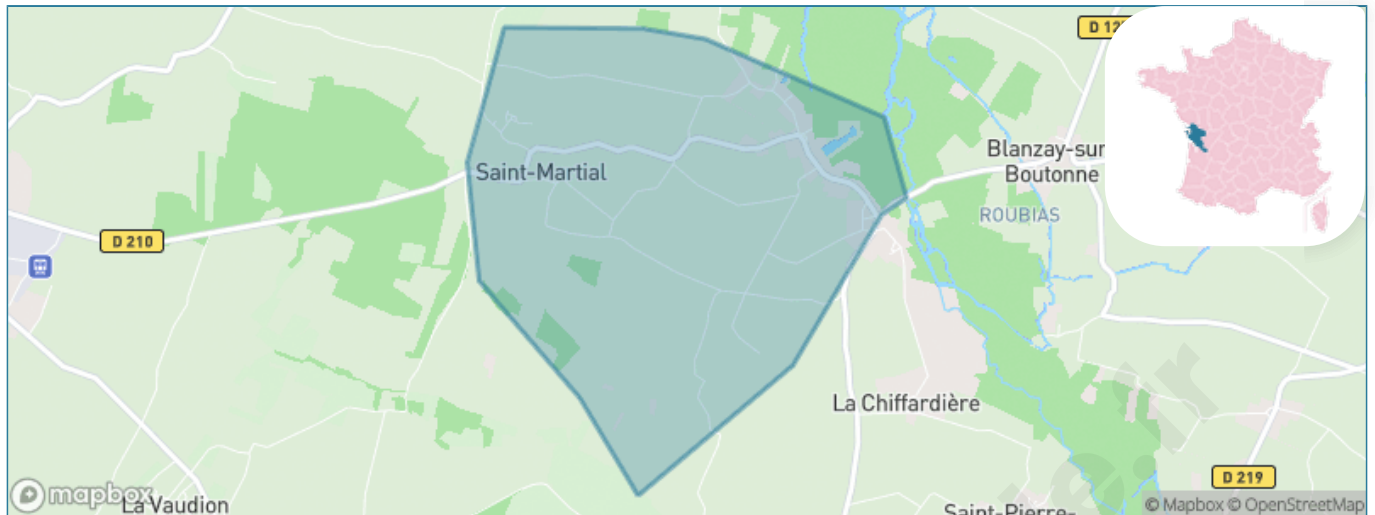 D 12
Saint-Martial
Blanzay-sur-
Boutonne
ROUBIAS
D 210
La Chiffardière
D 219
mapbox
La Vaudion
Saint-Pierre-
© Mapbox © OpenStreetMap